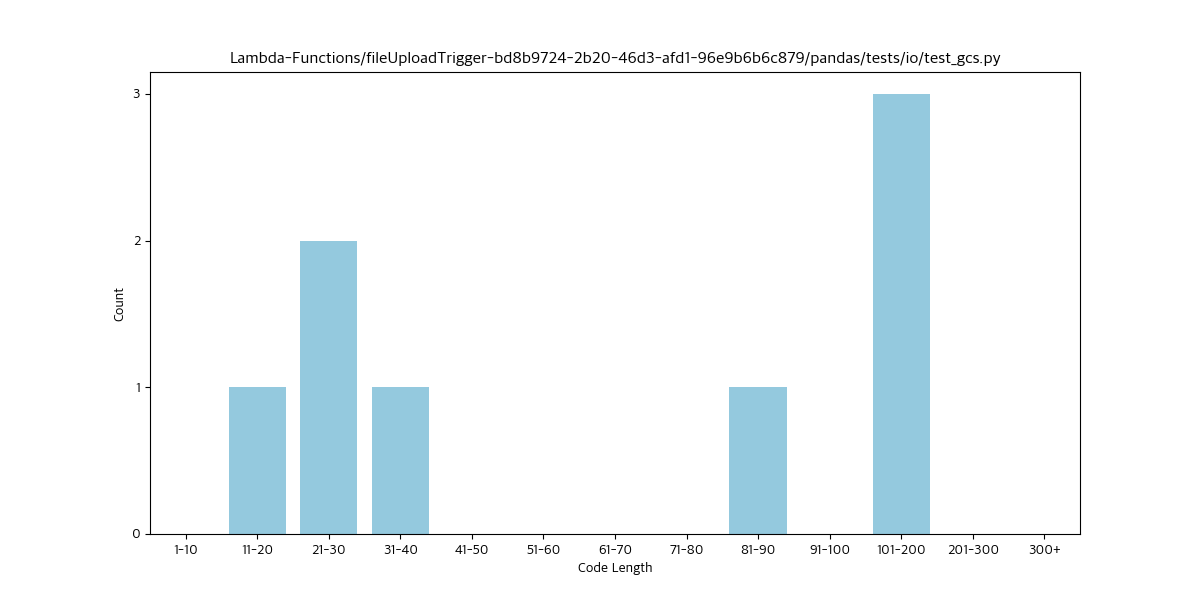 Lambda-Functions/fileUploadTrigger-bd8b9724-2b20-46d3-afd1-96e9b6b6c879/pandas/tests/io/test_gcs.py
3
2
1
0
Count
1-10 11-20 21-30 31-40 41-50 51-60 61-70 71-80 81-90 91-100 101-200 201-300 300+
Code Length